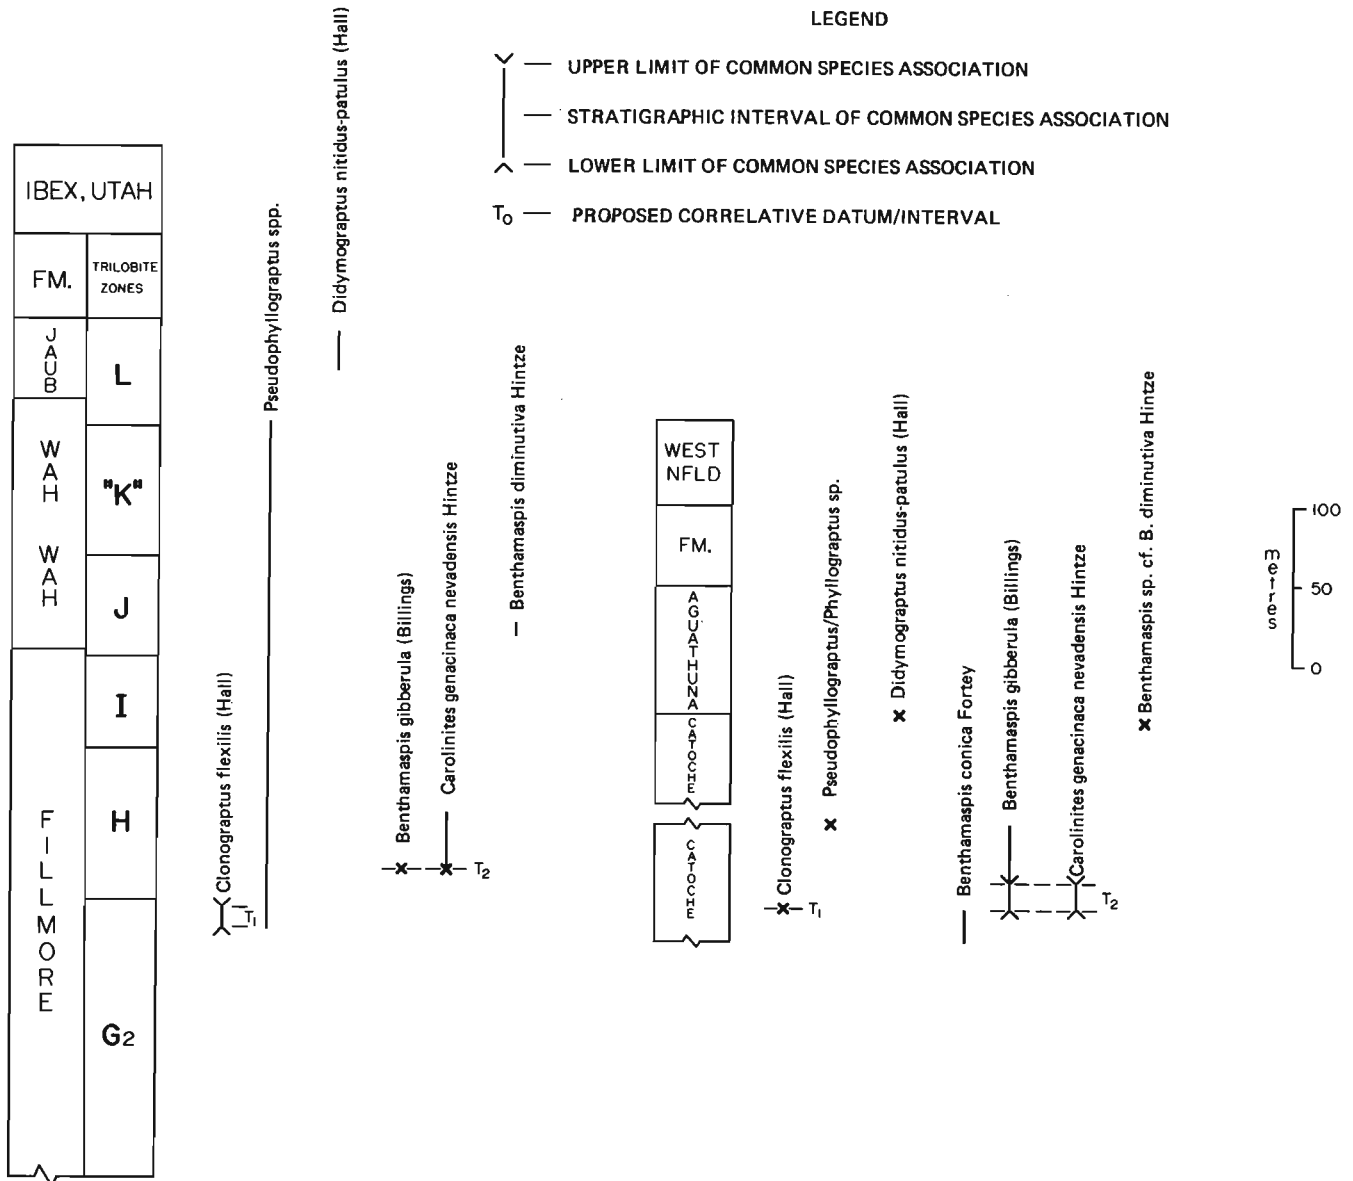 LEGEND
UPPER LIMIT OF COMMON SPECIES ASSOCIATION
STRATIGRAPHIC INTERVAL OF COMMON SPECIES ASSOCIATION
LOWER LIMIT OF COMMON SPECIES ASSOCIATION
T0 — PROPOSED CORRELATIVE DATUM/INTERVAL
IBEX, UTAH
FM.
TRILOBITE
ZONES
JAUB
WAH WAH
FILLMORE
L
"K"
J
I
H
G2
Clonograptus flexilis (Hall)
T1
Pseudophyllograptus spp.
Didymograptus nitidus-patulus (Hall)
Benthamaspis gibberula (Billings)
Carolinites genacinaca nevadensis Hintze
T2
Benthamaspis diminutiva Hintze
WEST
NFLD
FM.
AGUATHUNA
CATOCHE
CATOCHE
Clonograptus flexilis (Hall)
T1
Pseudophyllograptus/Phyllograptus sp.
Didymograptus nitidus-patulus (Hall)
Benthamaspis conica Fortey
Benthamaspis gibberula (Billings)
Carolinites genacinaca nevadensis Hintze
T2
Benthamaspis sp. cf. B. diminutiva Hintze
metres
100
50
0